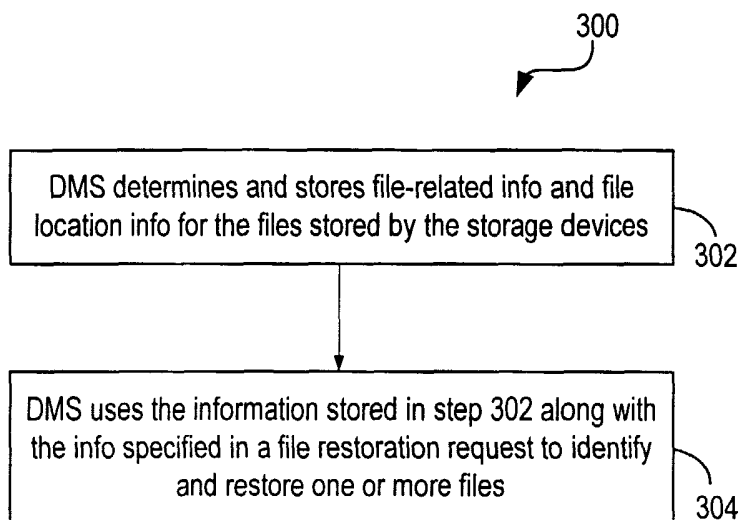 300
DMS determines and stores file-related info and file
location info for the files stored by the storage devices
302
DMS uses the information stored in step 302 along with
the info specified in a file restoration request to identify
and restore one or more files
304